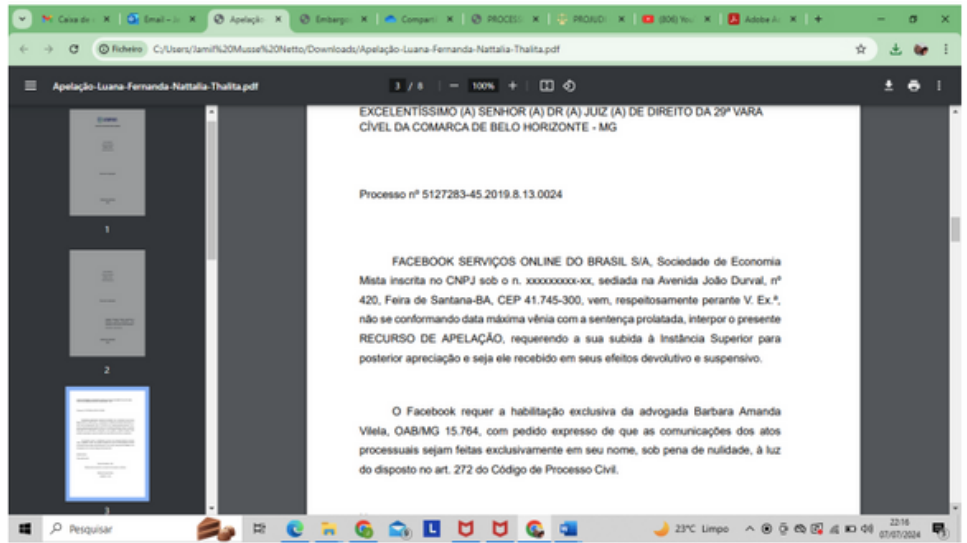 Caixa de
Email – J
Apelação
Embargo
Comparti
PROCESS
PROJUDI
(806) You
Adobe A
Ficheiro
C:/Users/Jamil%20Musse%20Netto/Downloads/Apelação-Luana-Fernanda-Nattalia-Thalita.pdf
Apelação-Luana-Fernanda-Nattalia-Thalita.pdf
3 / 8
100%
EXCELENTÍSSIMO (A) SENHOR (A) DR (A) JUIZ (A) DE DIREITO DA 29ª VARA
CÍVEL DA COMARCA DE BELO HORIZONTE - MG
Processo nº 5127283-45.2019.8.13.0024
FACEBOOK SERVIÇOS ONLINE DO BRASIL S/A, Sociedade de Economia
Mista inscrita no CNPJ sob o n. xxxxxxxxx-xx, sediada na Avenida João Durval, nº
420, Feira de Santana-BA, CEP 41.745-300, vem, respeitosamente perante V. Ex.ª,
não se conformando data máxima vênia com a sentença prolatada, interpor o presente
RECURSO DE APELAÇÃO, requerendo a sua subida à Instância Superior para
posterior apreciação e seja ele recebido em seus efeitos devolutivo e suspensivo.
O Facebook requer a habilitação exclusiva da advogada Barbara Amanda
Vilela, OAB/MG 15.764, com pedido expresso de que as comunicações dos atos
processuais sejam feitas exclusivamente em seu nome, sob pena de nulidade, à luz
do disposto no art. 272 do Código de Processo Civil.
1
2
3
Pesquisar
23°C Limpo
22:16
07/07/2024